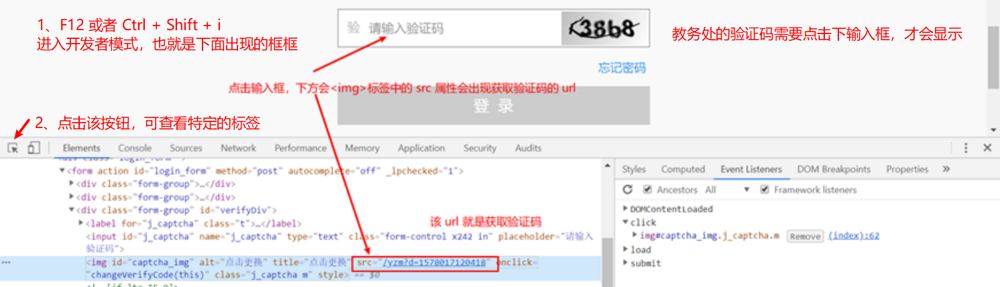 1、F12 或者 Ctrl + Shift + i
进入开发者模式，也就是下面出现的框框
验 请输入验证码
<38b8
教务处的验证码需要点击下输入框，才会显示
忘记密码
点击输入框，下方会<img>标签中的 src 属性会出现获取验证码的 url
登 录
2、点击该按钮，可查看特定的标签
Elements Console Sources Network Performance Memory Application Security Audits
<form action id="login_form" method="post" autocomplete="off" _lpchecked="1">
<div class="form-group">…</div>
<div class="form-group">…</div>
<div class="form-group" id="verifyDiv">
<label for="j_captcha" class="t">…</label>
该 url 就是获取验证码
<input id="j_captcha" name="j_captcha" type="text" class="form-control x242 in" placeholder="请输入
验证码">
<img id="captcha_img" alt="点击更换" title="点击更换" src="/yzm?d=1578017120418" onclick=
"changeVerifyCode(this)" class="j_captcha m" style> == $0
Styles Computed Event Listeners DOM Breakpoints Properties »
Ancestors All Framework listeners
DOMContentLoaded
click
img#captcha_img.j_captcha.m Remove (index):62
load
submit